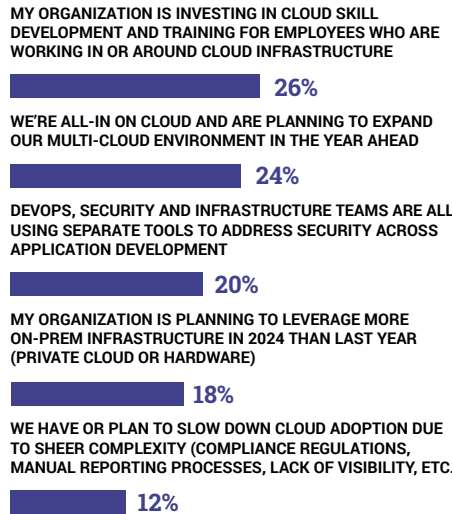 MY ORGANIZATION IS INVESTING IN CLOUD SKILL
DEVELOPMENT AND TRAINING FOR EMPLOYEES WHO ARE
WORKING IN OR AROUND CLOUD INFRASTRUCTURE
26%
WE’RE ALL-IN ON CLOUD AND ARE PLANNING TO EXPAND
OUR MULTI-CLOUD ENVIRONMENT IN THE YEAR AHEAD
24%
DEVOPS, SECURITY AND INFRASTRUCTURE TEAMS ARE ALL
USING SEPARATE TOOLS TO ADDRESS SECURITY ACROSS
APPLICATION DEVELOPMENT
20%
MY ORGANIZATION IS PLANNING TO LEVERAGE MORE
ON-PREM INFRASTRUCTURE IN 2024 THAN LAST YEAR
(PRIVATE CLOUD OR HARDWARE)
18%
WE HAVE OR PLAN TO SLOW DOWN CLOUD ADOPTION DUE
TO SHEER COMPLEXITY (COMPLIANCE REGULATIONS,
MANUAL REPORTING PROCESSES, LACK OF VISIBILITY, ETC.
12%